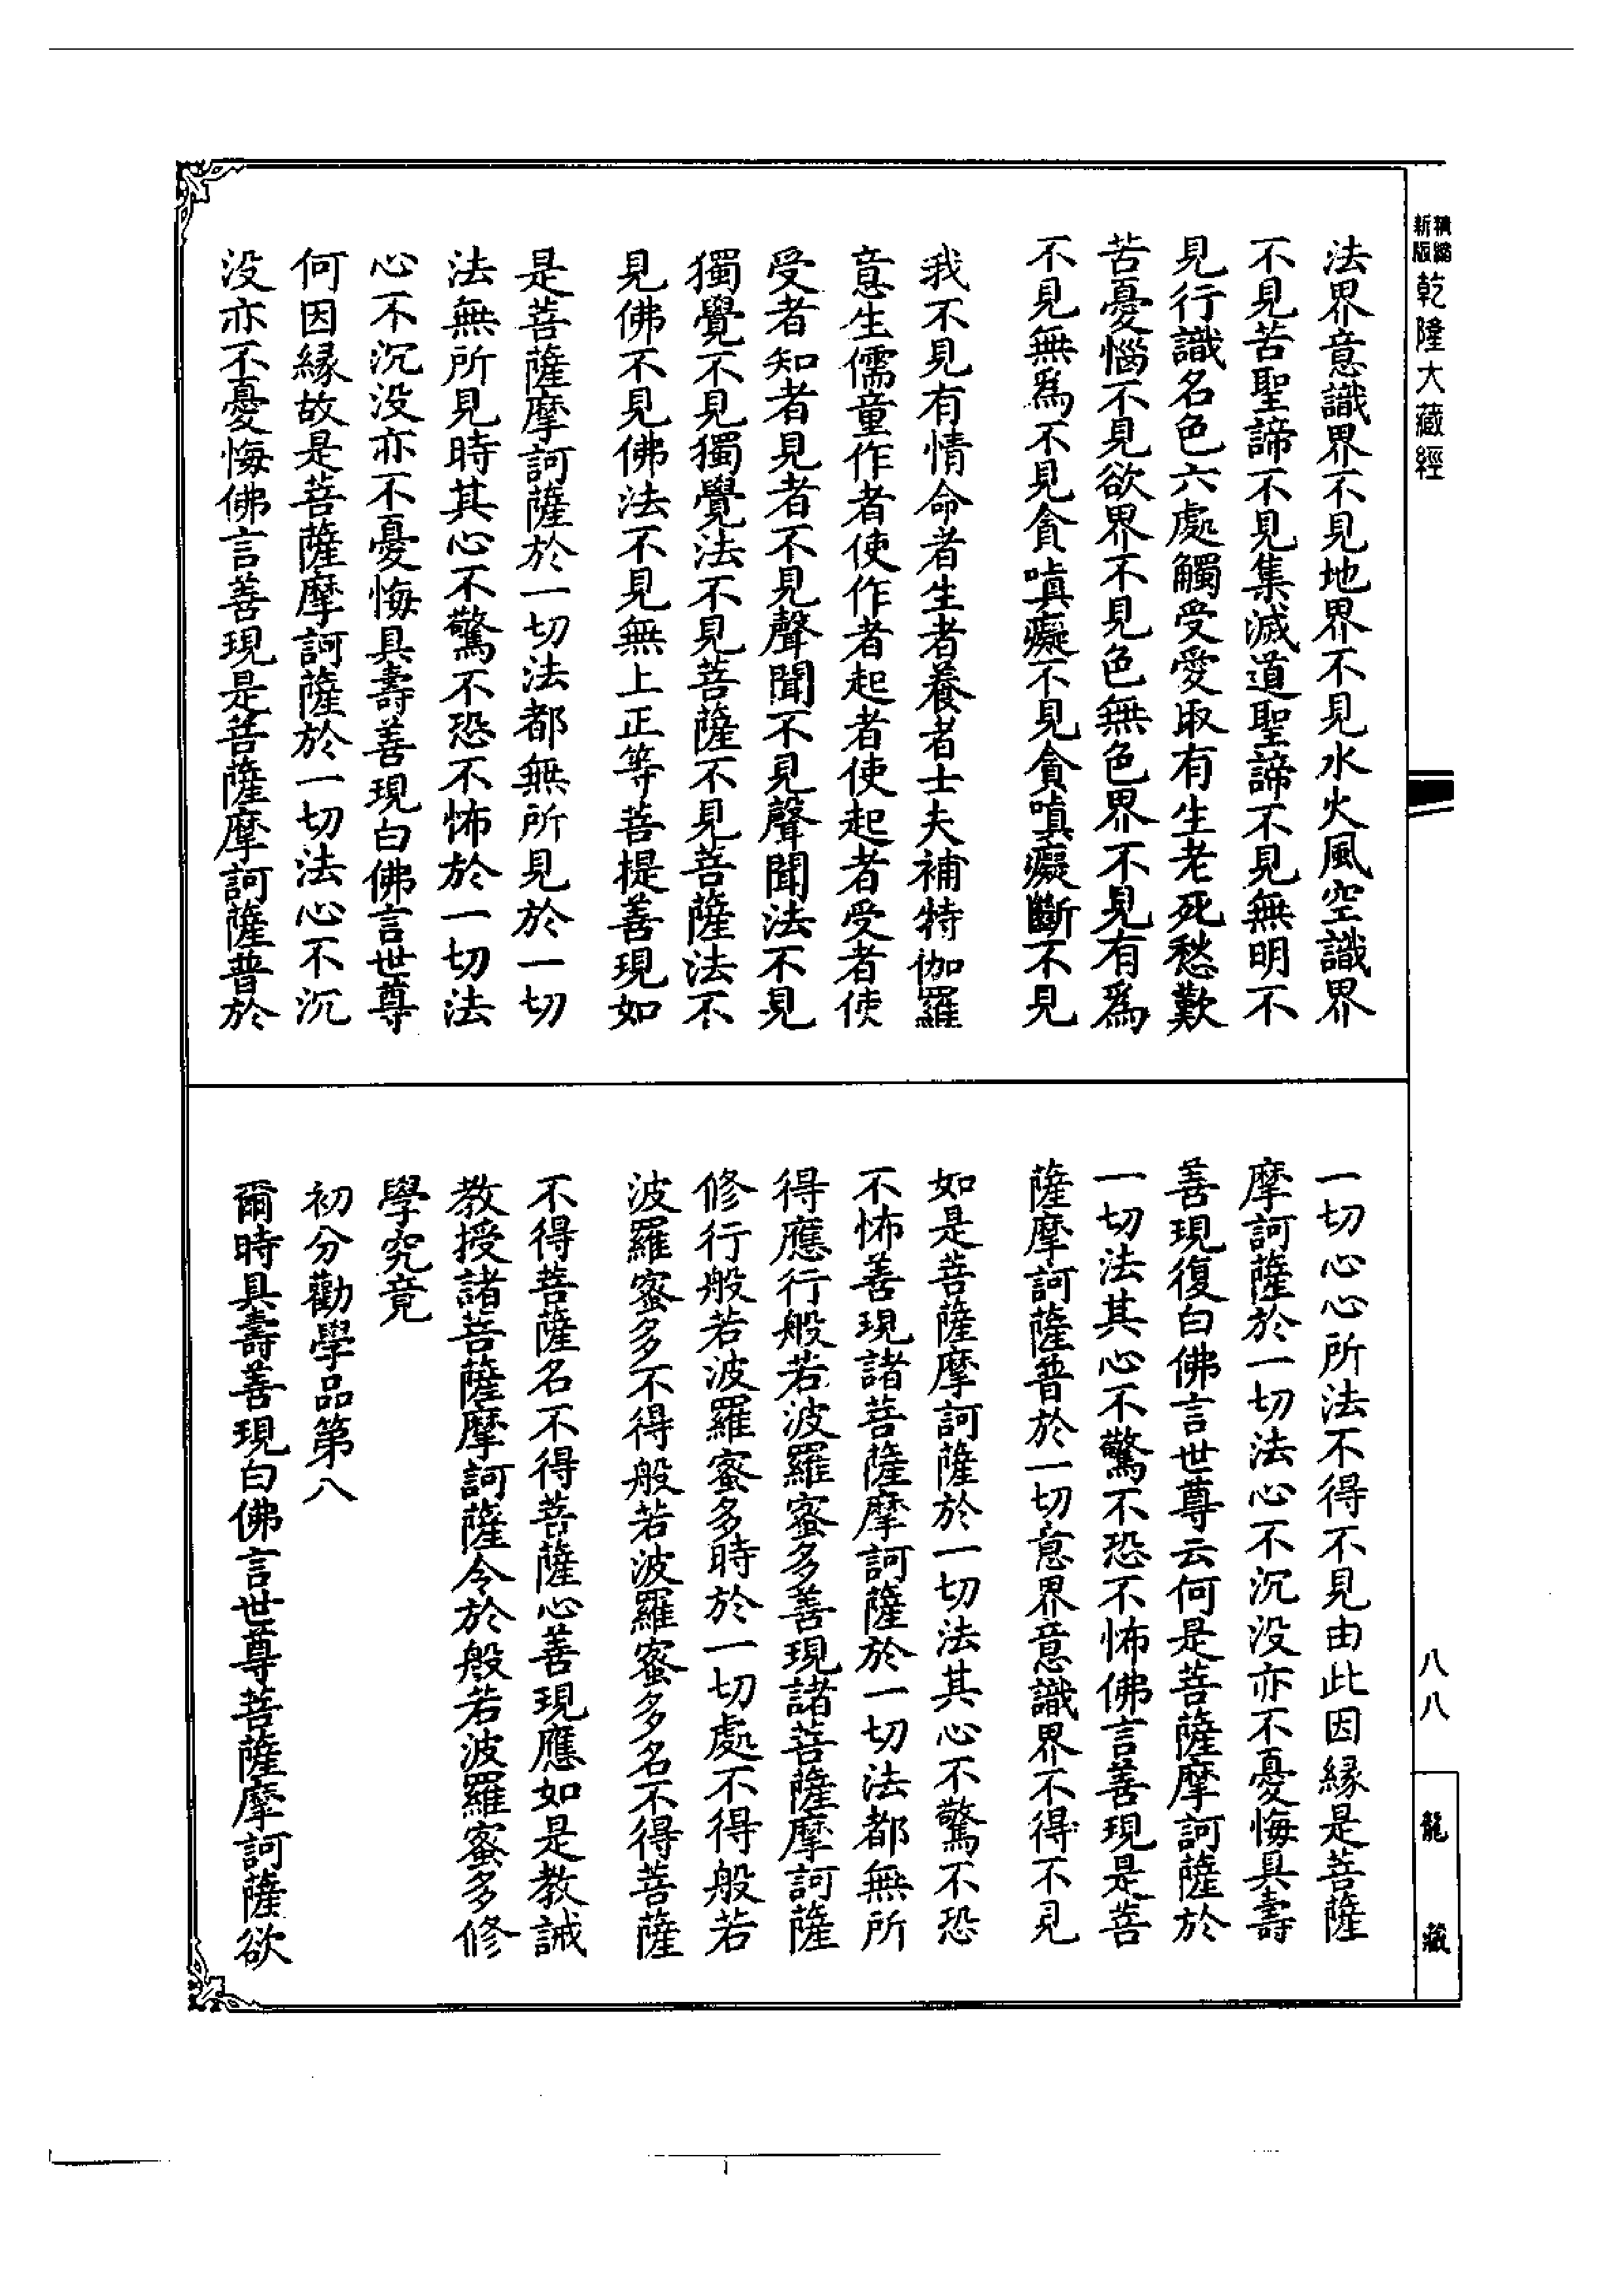 新版
精縮
乾隆大藏經
法界意識界不見地界不見水火風空識界
不見苦聖諦不見集滅道聖諦不見無明不
見行識名色六處觸受愛取有生老死愁歎
苦憂惱不見欲界不見色無色界不見有爲
不見無爲不見貪嗔癡不見貪嗔癡斷不見
我不見有情命者生者養者士夫補特伽羅
意生儒童作者使作者起者使起者受者使
受者知者見者不見聲聞不見聲聞法不見
獨覺不見獨覺法不見菩薩不見菩薩法不
見佛不見佛法不見無上正等菩提善現如
是菩薩摩訶薩於一切法都無所見於一切
法無所見時其心不驚不恐不怖於一切法
心不沉没亦不憂悔具壽善現白佛言世尊
何因緣故是菩薩摩訶薩於一切法心不沉
没亦不憂悔佛言善現是菩薩摩訶薩普於
一切心心所法不得不見由此因緣是菩薩
摩訶薩於一切法心不沉没亦不憂悔具壽
善現復白佛言世尊云何是菩薩摩訶薩於
一切法其心不驚不恐不怖佛言善現是菩
薩摩訶薩普於一切意界意識界不得不見
如是菩薩摩訶薩於一切法其心不驚不恐
不怖善現諸菩薩摩訶薩於一切法都無所
得應行般若波羅蜜多善現諸菩薩摩訶薩
修行般若波羅蜜多時於一切處不得般若
波羅蜜多不得般若波羅蜜多名不得菩薩
不得菩薩名不得菩薩心善現應如是教誡
教授諸菩薩摩訶薩令於般若波羅蜜多修
學究竟
初分勸學品第八
爾時具壽善現白佛言世尊菩薩摩訶薩欲
八八
龍藏